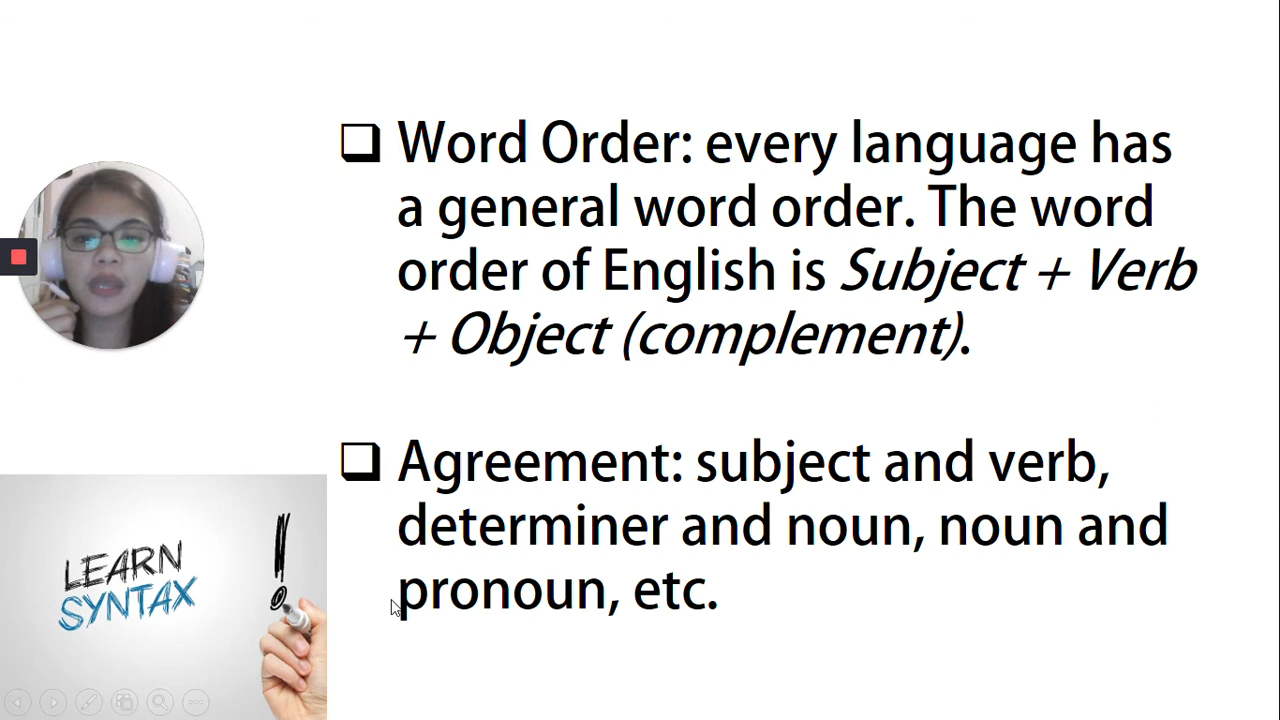 ❑ Word Order: every language has
a general word order. The word
order of English is Subject + Verb
+ Object (complement).
❑ Agreement: subject and verb,
determiner and noun, noun and
pronoun, etc.
LEARN
SYNTAX
!